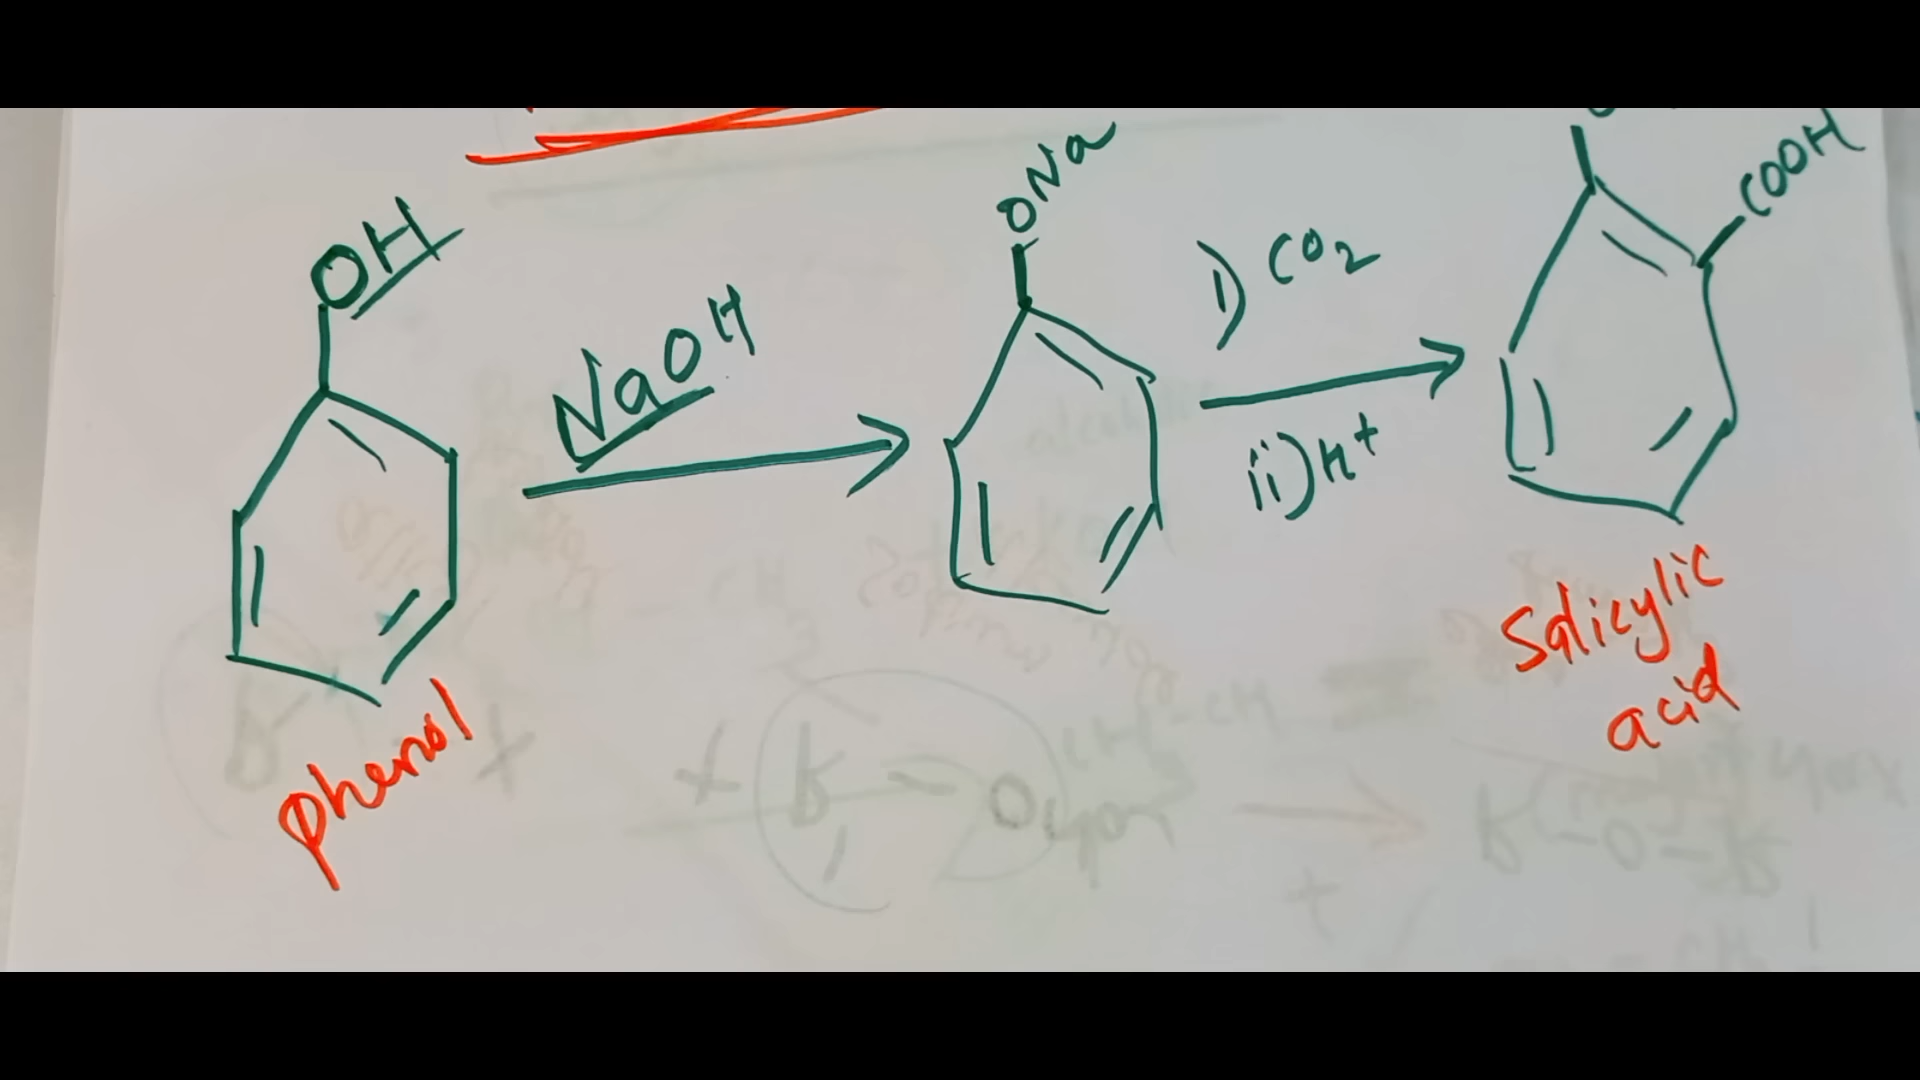 OH
NaOH
ONa
i) CO2
ii) H+
COOH
phenol
Salicylic
acid